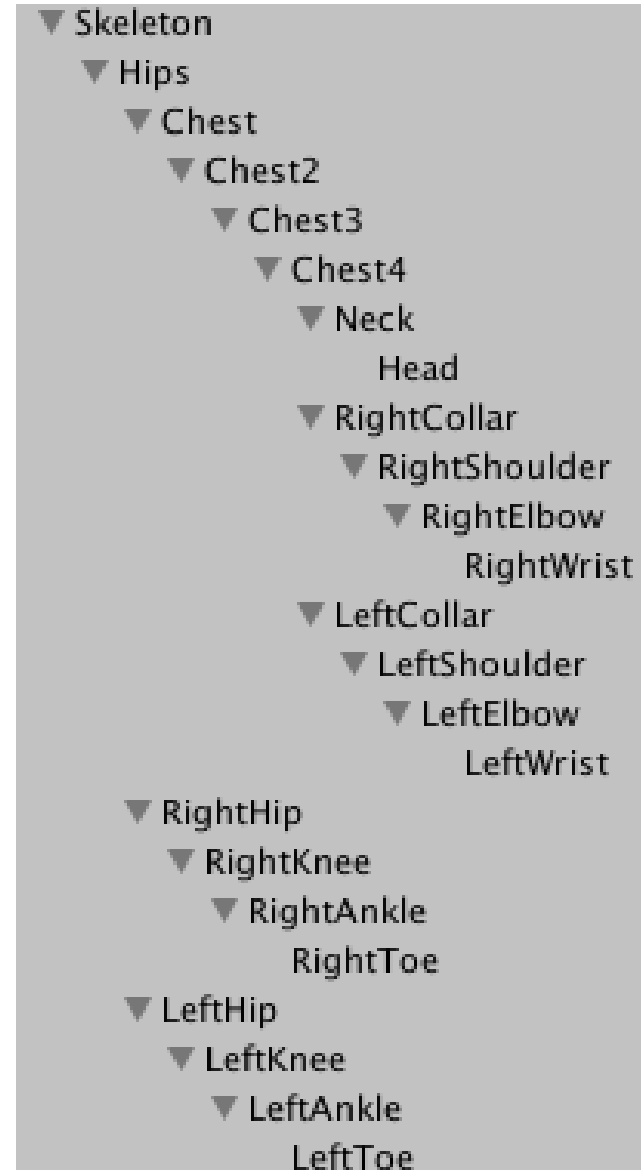 Skeleton
Hips
Chest
Chest2
Chest3
Chest4
Neck
Head
RightCollar
RightShoulder
RightElbow
RightWrist
LeftCollar
LeftShoulder
LeftElbow
LeftWrist
RightHip
RightKnee
RightAnkle
RightToe
LeftHip
LeftKnee
LeftAnkle
LeftToe